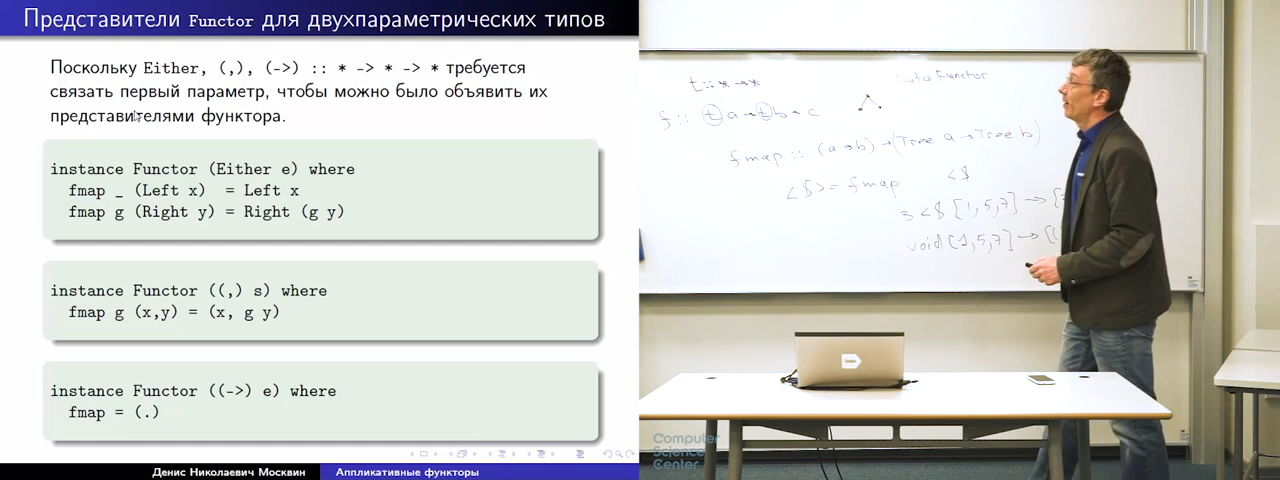 Представители Functor для двухпараметрических типов
Поскольку Either, (,), (->) :: * -> * -> * требуется
связать первый параметр, чтобы можно было объявить их
представителями функтора.
instance Functor (Either e) where
fmap _ (Left x) = Left x
fmap g (Right y) = Right (g y)
instance Functor ((,) s) where
fmap g (x,y) = (x, g y)
instance Functor ((->) e) where
fmap = (.)
Денис Николаевич Москвин
Аппликативные функторы
t :: * → *
Data Functor
f :: t a → t b → c
fmap :: (a → b) → (Tree a → Tree b)
<$> = fmap
<$
3 <$ [1,5,7] → [
void [1,5,7] → [(
Computer
Science
Center